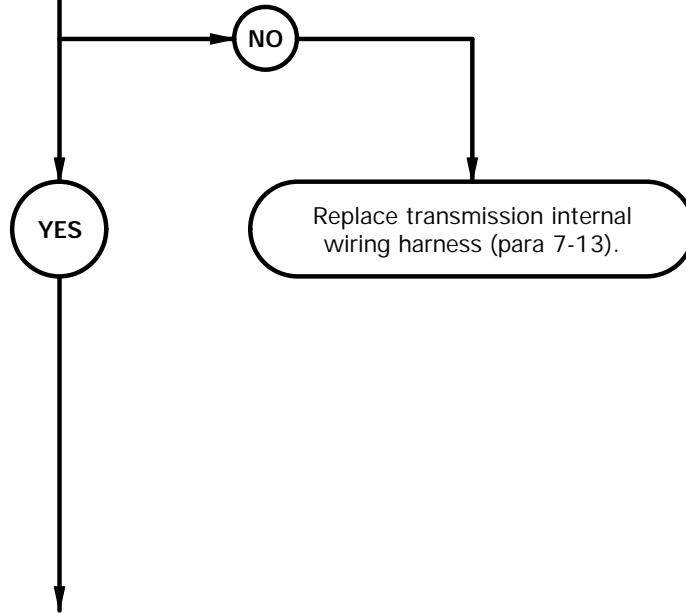 NO
YES
Replace transmission internal
wiring harness (para 7-13).